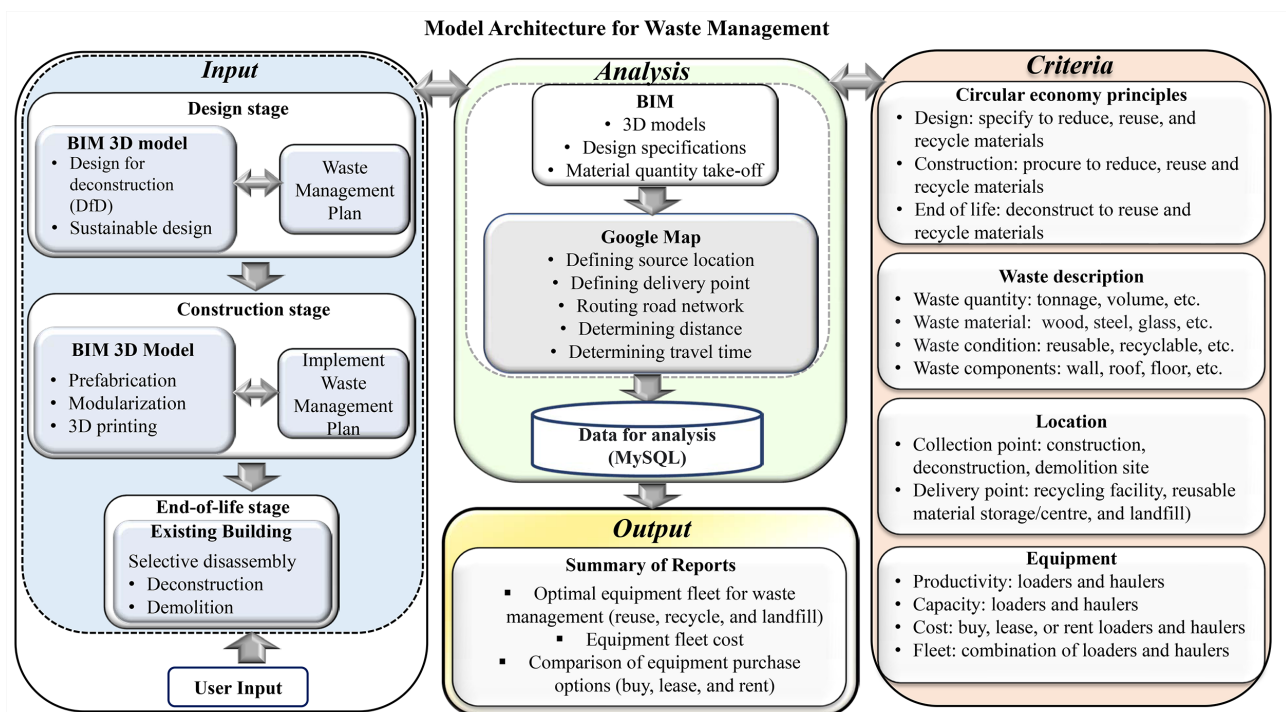 Model Architecture for Waste Management
Input
Design stage
BIM 3D model
• Design for
deconstruction
(DfD)
• Sustainable design
Waste
Management
Plan
Construction stage
BIM 3D Model
• Prefabrication
• Modularization
• 3D printing
Implement
Waste
Management
Plan
End-of-life stage
Existing Building
Selective disassembly
• Deconstruction
• Demolition
User Input
Analysis
BIM
• 3D models
• Design specifications
• Material quantity take-off
Google Map
• Defining source location
• Defining delivery point
• Routing road network
• Determining distance
• Determining travel time
Data for analysis
(MySQL)
Output
Summary of Reports
▪ Optimal equipment fleet for waste
management (reuse, recycle, and landfill)
▪ Equipment fleet cost
▪ Comparison of equipment purchase
options (buy, lease, and rent)
Criteria
Circular economy principles
• Design: specify to reduce, reuse, and
recycle materials
• Construction: procure to reduce, reuse and
recycle materials
• End of life: deconstruct to reuse and
recycle materials
Waste description
• Waste quantity: tonnage, volume, etc.
• Waste material: wood, steel, glass, etc.
• Waste condition: reusable, recyclable, etc.
• Waste components: wall, roof, floor, etc.
Location
• Collection point: construction,
deconstruction, demolition site
• Delivery point: recycling facility, reusable
material storage/centre, and landfill)
Equipment
• Productivity: loaders and haulers
• Capacity: loaders and haulers
• Cost: buy, lease, or rent loaders and haulers
• Fleet: combination of loaders and haulers